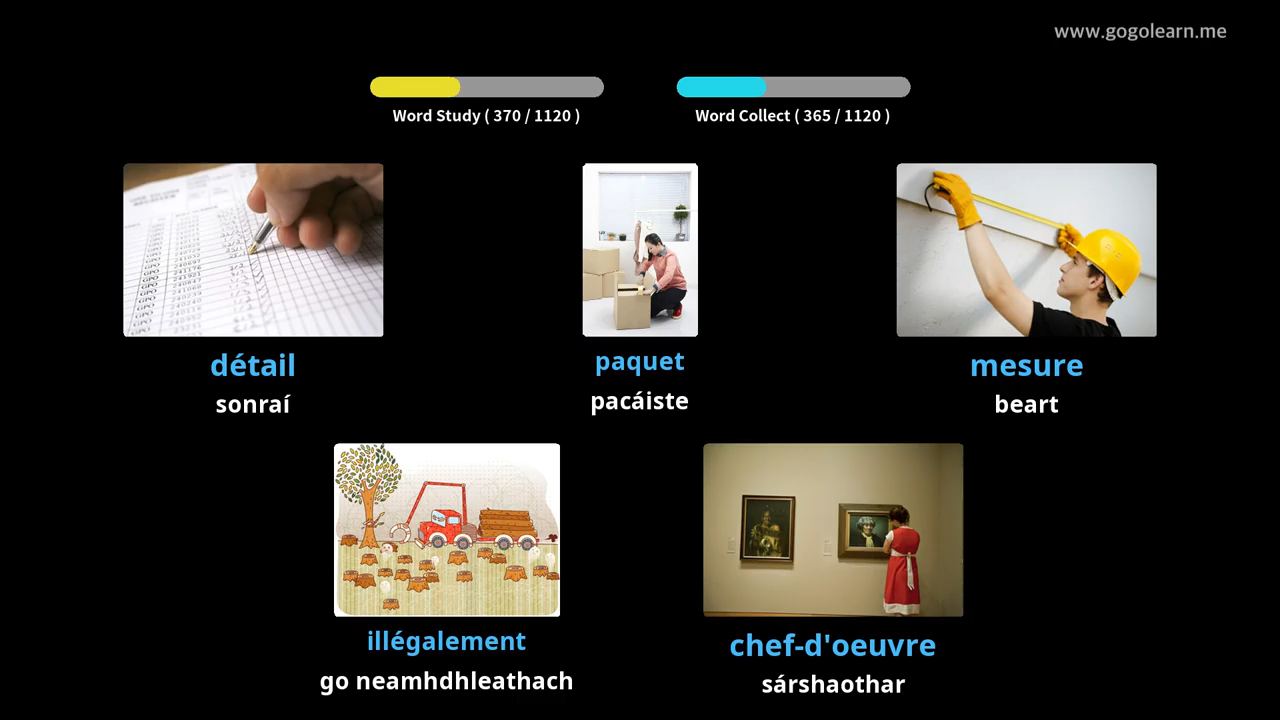 www.gogolearn.me
Word Study ( 370 / 1120 )
Word Collect ( 365 / 1120 )
détail
sonraí
paquet
pacáiste
mesure
beart
illégalement
go neamhdhleathach
chef-d'oeuvre
sárshaothar